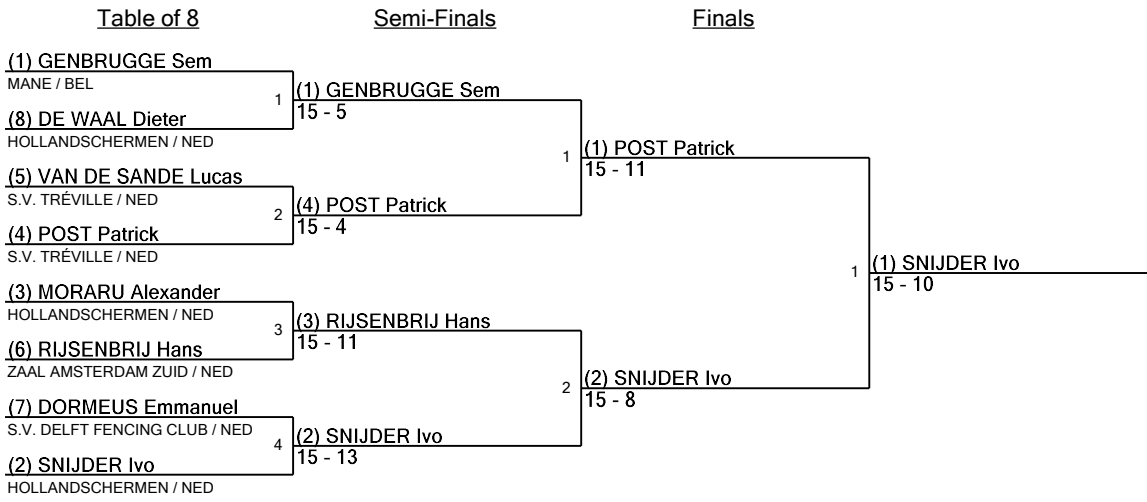 Table of 8
Semi-Finals
Finals
(1) GENBRUGGE Sem
MANE / BEL
1
(8) DE WAAL Dieter
HOLLANDSCHERMEN / NED
(5) VAN DE SANDE Lucas
S.V. TRÉVILLE / NED
2
(4) POST Patrick
S.V. TRÉVILLE / NED
(3) MORARU Alexander
HOLLANDSCHERMEN / NED
3
(6) RIJSENBRIJ Hans
ZAAL AMSTERDAM ZUID / NED
(7) DORMEUS Emmanuel
S.V. DELFT FENCING CLUB / NED
4
(2) SNIJDER Ivo
HOLLANDSCHERMEN / NED
(1) GENBRUGGE Sem
15 - 5
1
(4) POST Patrick
15 - 4
(3) RIJSENBRIJ Hans
15 - 11
2
(2) SNIJDER Ivo
15 - 13
(1) POST Patrick
15 - 11
1
(2) SNIJDER Ivo
15 - 8
(1) SNIJDER Ivo
15 - 10